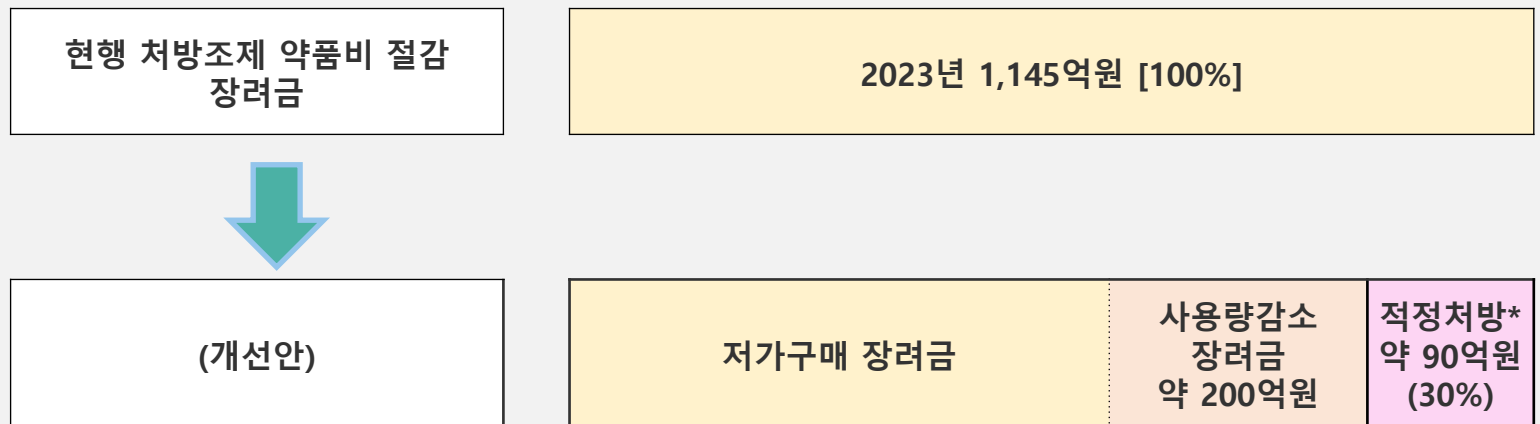 현행 처방조제 약품비 절감
장려금
2023년 1,145억원 [100%]
(개선안)
저가구매 장려금
사용량감소
장려금
약 200억원
적정처방*
약 90억원
(30%)